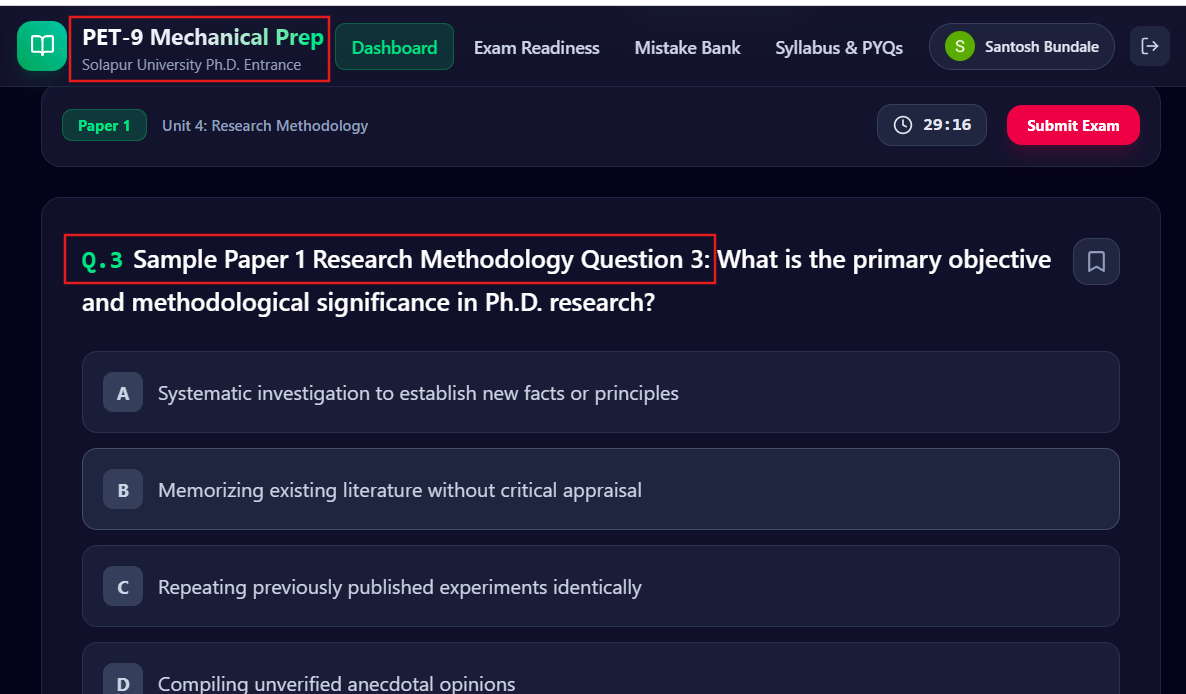 PET-9 Mechanical Prep
Solapur University Ph.D. Entrance
Dashboard
Exam Readiness
Mistake Bank
Syllabus & PYQs
S
Santosh Bundale
Paper 1
Unit 4: Research Methodology
29:16
Submit Exam
Q.3 Sample Paper 1 Research Methodology Question 3: What is the primary objective
and methodological significance in Ph.D. research?
A Systematic investigation to establish new facts or principles
B Memorizing existing literature without critical appraisal
C Repeating previously published experiments identically
D Compiling unverified anecdotal opinions